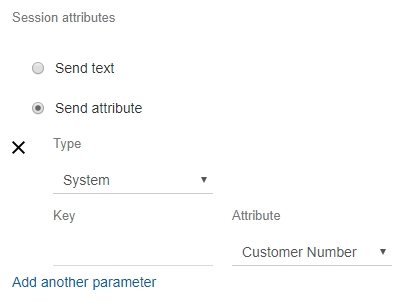 Session attributes
Send text
Send attribute
Type
System
Key Attribute
Customer Number
Add another parameter